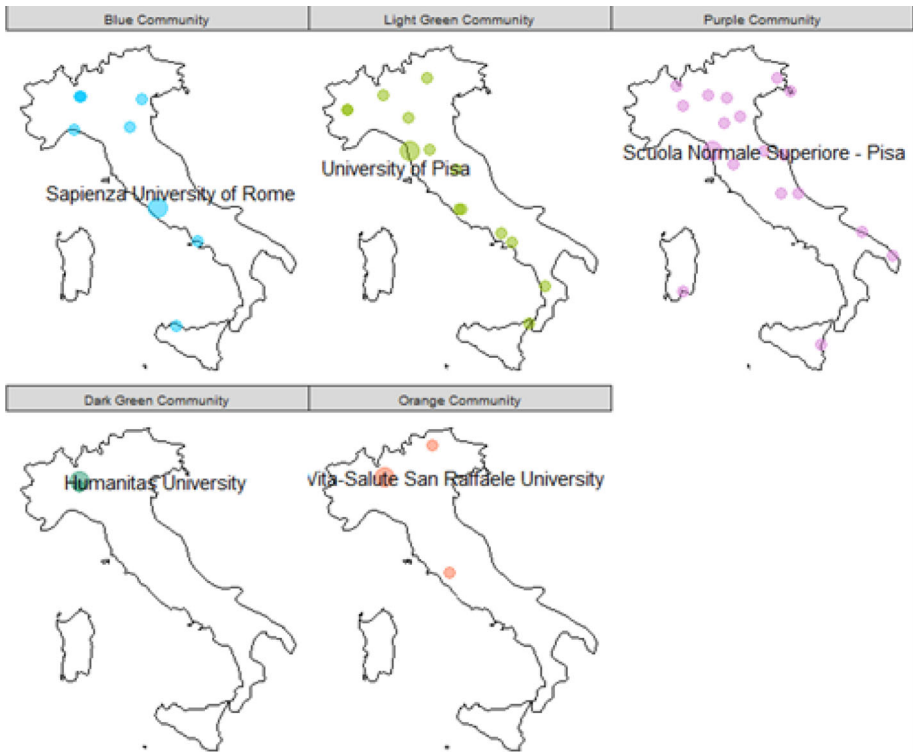 Blue Community
Light Green Community
Purple Community
Sapienza University of Rome
University of Pisa
Scuola Normale Superiore - Pisa
Dark Green Community
Orange Community
Humanitas University
Vita-Salute San Raffaele University